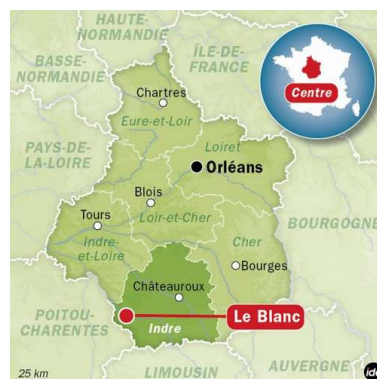 HAUTE-
NORMANDIE
ÎLE-DE-
FRANCE
BASSE-
NORMANDIE
Centre
Chartres
Eure-et-Loir
PAYS-DE-
LA-LOIRE
Loiret
Orléans
Blois
Loir-et-Cher
Tours
Indre-
et-Loire
BOURGOGNE
Cher
Bourges
Châteauroux
POITOU-
CHARENTES
Le Blanc
Indre
25 km
LIMOUSIN
AUVERGNE
idé